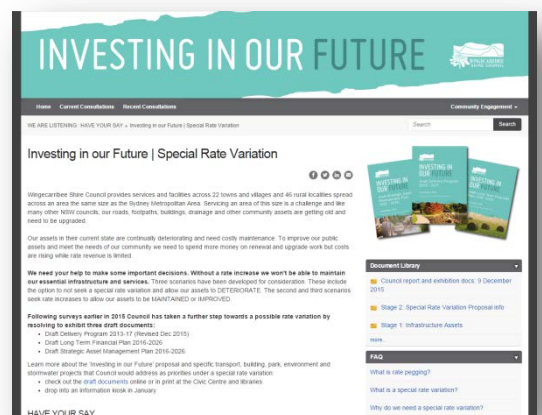 INVESTING IN OUR FUTURE
WINGECARRIBEE
SHIRE COUNCIL
Home Current Consultations Recent Consultations
Community Engagement
WE ARE LISTENING: HAVE YOUR SAY » Investing in our Future | Special Rate Variation
Search
Search
Investing in our Future | Special Rate Variation
Wingecarribee Shire Council provides services and facilities across 22 towns and villages and 46 rural localities spread
across an area the same size as the Sydney Metropolitan Area. Servicing an area of this size is a challenge and like
many other NSW councils, our roads, footpaths, buildings, drainage and other community assets are getting old and
need to be upgraded.
Our assets in their current state are continually deteriorating and need costly maintenance. To improve our public
assets and meet the needs of our community we need to spend more money on renewal and upgrade work but costs
are rising while rate revenue is limited.
We need your help to make some important decisions. Without a rate increase we won't be able to maintain
our essential infrastructure and services. Three scenarios have been developed for consideration. These include
the option to not seek a special rate variation and allow our assets to DETERIORATE. The second and third scenarios
seek rate increases to allow our assets to be MAINTAINED or IMPROVED.
Following surveys earlier in 2015 Council has taken a further step towards a possible rate variation by
resolving to exhibit three draft documents:
• Draft Delivery Program 2013-17 (Revised Dec 2015)
• Draft Long Term Financial Plan 2016-2026
• Draft Strategic Asset Management Plan 2016-2026
Learn more about the 'Investing in our Future' proposal and specific transport, building, park, environment and
stormwater projects that Council would address as priorities under a special rate variation:
• check out the draft documents online or in print at the Civic Centre and libraries
• drop into an information kiosk in January.
HAVE YOUR SAY
INVESTING IN
OUR
FUTURE
INVESTING IN
OUR
FUTURE
INVESTING IN
OUR
FUTURE
Document Library
Council report and exhibition docs: 9 December
2015
Stage 2: Special Rate Variation Proposal info
Stage 1: Infrastructure Assets
more..
FAQ
What is rate pegging?
What is a special rate variation?
Why do we need a special rate variation?